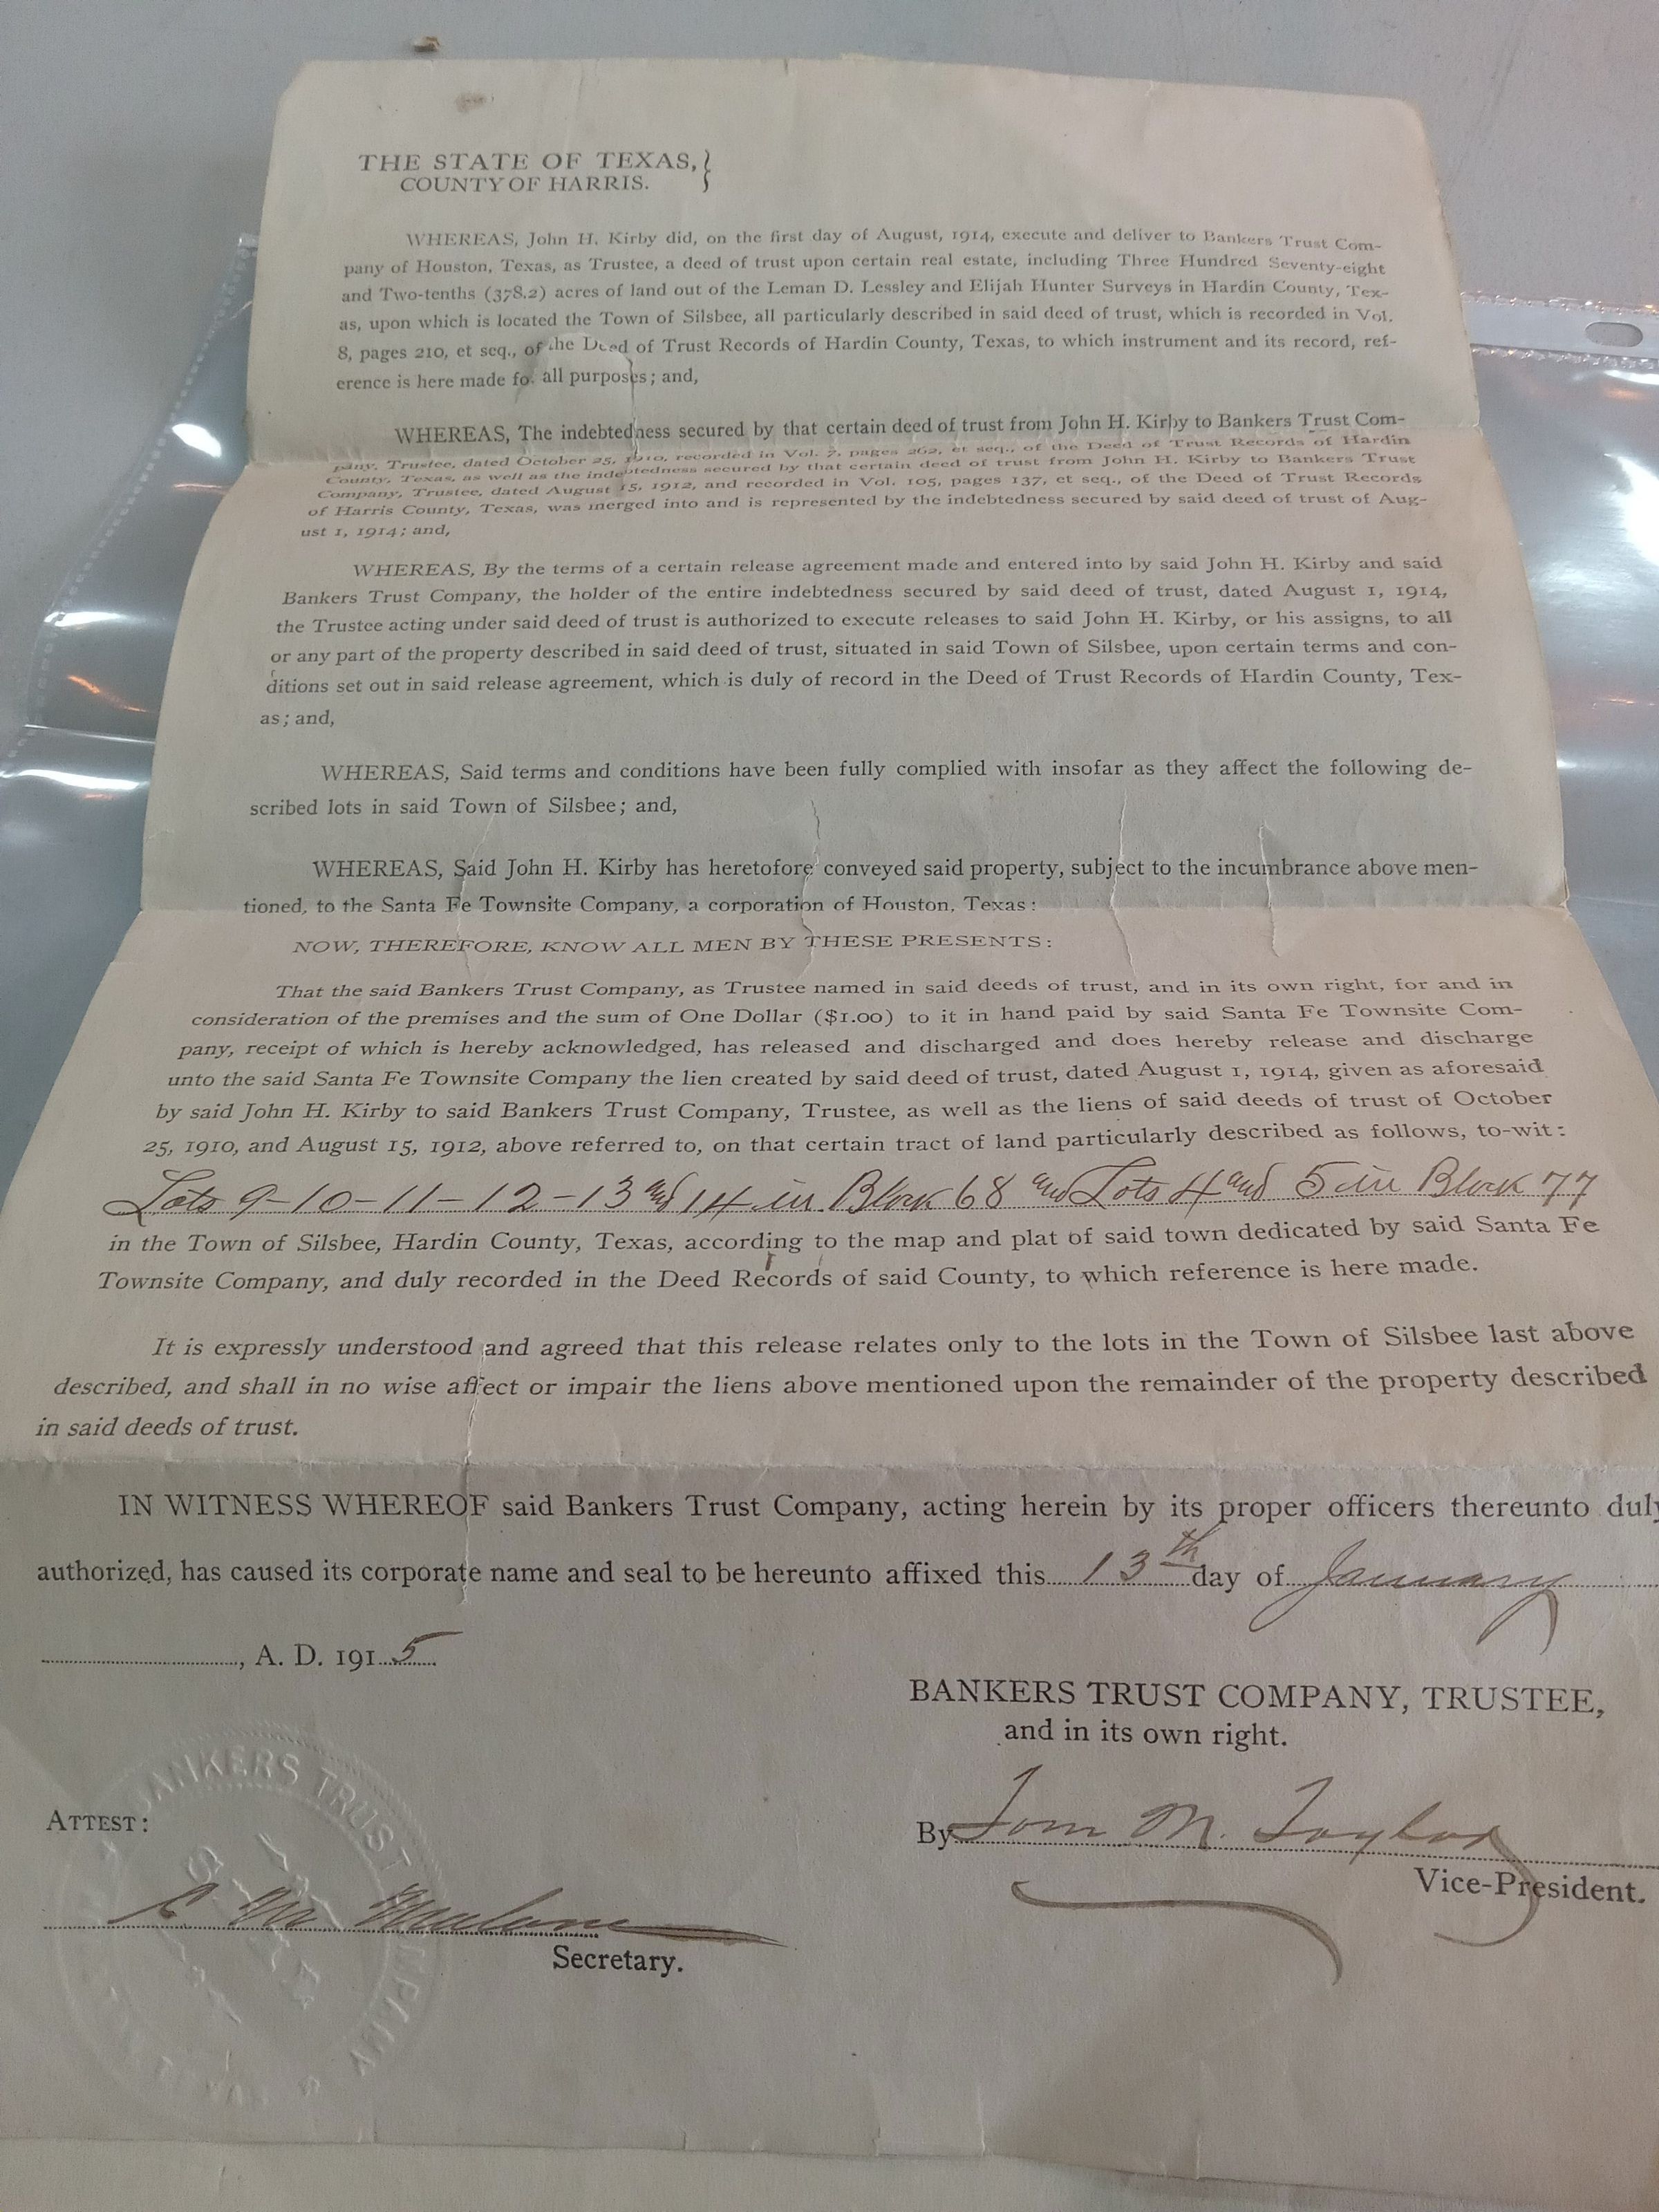 THE STATE OF TEXAS, }
COUNTY OF HARRIS.
WHEREAS, John H. Kirby did, on the first day of August, 1914, execute and deliver to Bankers Trust Com-
pany of Houston, Texas, as Trustee, a deed of trust upon certain real estate, including Three Hundred Seventy-eight
and Two-tenths (378.2) acres of land out of the Leman D. Lessley and Elijah Hunter Surveys in Hardin County, Tex-
as, upon which is located the Town of Silsbee, all particularly described in said deed of trust, which is recorded in Vol.
8, pages 210, et seq., of the Deed of Trust Records of Hardin County, Texas, to which instrument and its record, ref-
erence is here made for all purposes; and,
WHEREAS, The indebtedness secured by that certain deed of trust from John H. Kirby to Bankers Trust Com-
pany, Trustee, dated October 25, 1910, recorded in Vol. 7, pages 262, et seq., of the Deed of Trust Records of Hardin
County, Texas, as well as the indebtedness secured by that certain deed of trust from John H. Kirby to Bankers Trust
Company, Trustee, dated August 15, 1912, and recorded in Vol. 105, pages 137, et seq., of the Deed of Trust Records
of Harris County, Texas, was merged into and is represented by the indebtedness secured by said deed of trust of Aug-
ust 1, 1914; and,
WHEREAS, By the terms of a certain release agreement made and entered into by said John H. Kirby and said
Bankers Trust Company, the holder of the entire indebtedness secured by said deed of trust, dated August 1, 1914,
the Trustee acting under said deed of trust is authorized to execute releases to said John H. Kirby, or his assigns, to all
or any part of the property described in said deed of trust, situated in said Town of Silsbee, upon certain terms and con-
ditions set out in said release agreement, which is duly of record in the Deed of Trust Records of Hardin County, Tex-
as; and,
WHEREAS, Said terms and conditions have been fully complied with insofar as they affect the following de-
scribed lots in said Town of Silsbee; and,
WHEREAS, Said John H. Kirby has heretofore conveyed said property, subject to the incumbrance above men-
tioned, to the Santa Fe Townsite Company, a corporation of Houston, Texas:
NOW, THEREFORE, KNOW ALL MEN BY THESE PRESENTS:
That the said Bankers Trust Company, as Trustee named in said deeds of trust, and in its own right, for and in
consideration of the premises and the sum of One Dollar ($1.00) to it in hand paid by said Santa Fe Townsite Com-
pany, receipt of which is hereby acknowledged, has released and discharged and does hereby release and discharge
unto the said Santa Fe Townsite Company the lien created by said deed of trust, dated August 1, 1914, given as aforesaid
by said John H. Kirby to said Bankers Trust Company, Trustee, as well as the liens of said deeds of trust of October
25, 1910, and August 15, 1912, above referred to, on that certain tract of land particularly described as follows, to-wit:
Lots 9-10-11-12-13 and 14 in Block 68 and Lots 4 and 5 in Block 77
in the Town of Silsbee, Hardin County, Texas, according to the map and plat of said town dedicated by said Santa Fe
Townsite Company, and duly recorded in the Deed Records of said County, to which reference is here made.
It is expressly understood and agreed that this release relates only to the lots in the Town of Silsbee last above
described, and shall in no wise affect or impair the liens above mentioned upon the remainder of the property described
in said deeds of trust.
IN WITNESS WHEREOF said Bankers Trust Company, acting herein by its proper officers thereunto duly
authorized, has caused its corporate name and seal to be hereunto affixed this 13th day of January
, A. D. 1915
BANKERS TRUST COMPANY, TRUSTEE,
and in its own right.
BANKERS TRUST COMPANY
ATTEST:
By Tom M. Taylor
Vice-President.
Secretary.